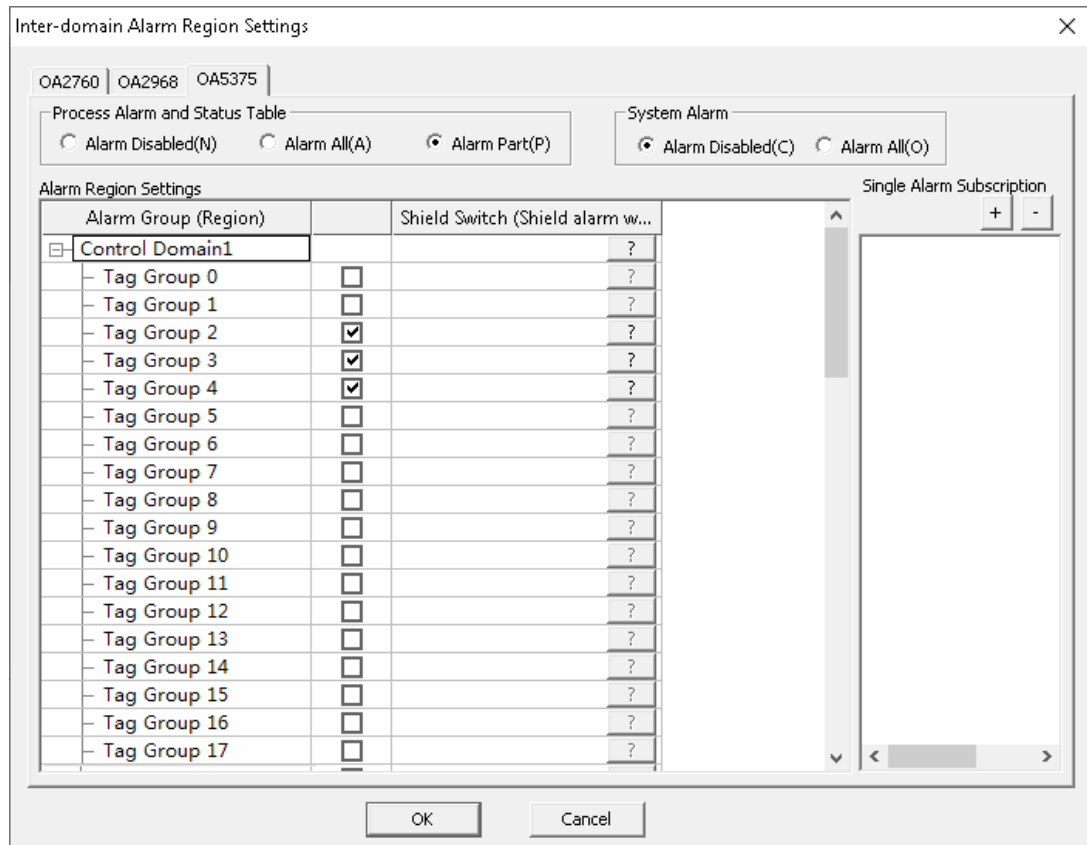 Inter-domain Alarm Region Settings
OA2760 OA2968 OA5375
Process Alarm and Status Table
Alarm Disabled(N) Alarm All(A) Alarm Part(P)
System Alarm
Alarm Disabled(C) Alarm All(O)
Alarm Region Settings
Single Alarm Subscription
+ -
Alarm Group (Region) Shield Switch (Shield alarm w...
Control Domain1 ?
Tag Group 0 ?
Tag Group 1 ?
Tag Group 2 ?
Tag Group 3 ?
Tag Group 4 ?
Tag Group 5 ?
Tag Group 6 ?
Tag Group 7 ?
Tag Group 8 ?
Tag Group 9 ?
Tag Group 10 ?
Tag Group 11 ?
Tag Group 12 ?
Tag Group 13 ?
Tag Group 14 ?
Tag Group 15 ?
Tag Group 16 ?
Tag Group 17 ?
OK Cancel